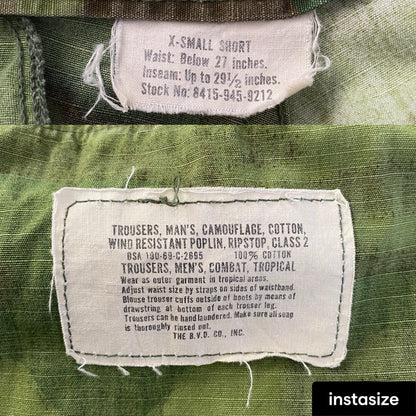 X-SMALL SHORT
Waist: Below 27 inches.
Inseam: Up to 29 1/2 inches.
Stock No: 8415-945-9212
TROUSERS, MAN'S, CAMOUFLAGE, COTTON,
WIND RESISTANT POPLIN, RIPSTOP, CLASS 2
DSA 100-69-C-2695 100% COTTON
TROUSERS, MEN'S, COMBAT, TROPICAL
Wear as outer garment in tropical areas.
Adjust waist size by straps on sides of waistband.
Blouse trouser cuffs outside of boots by means of
drawstring at bottom of each trouser leg.
Trousers can be hand laundered. Make sure all soap
is thoroughly rinsed out.
THE B.V.D. CO., INC.
instasize